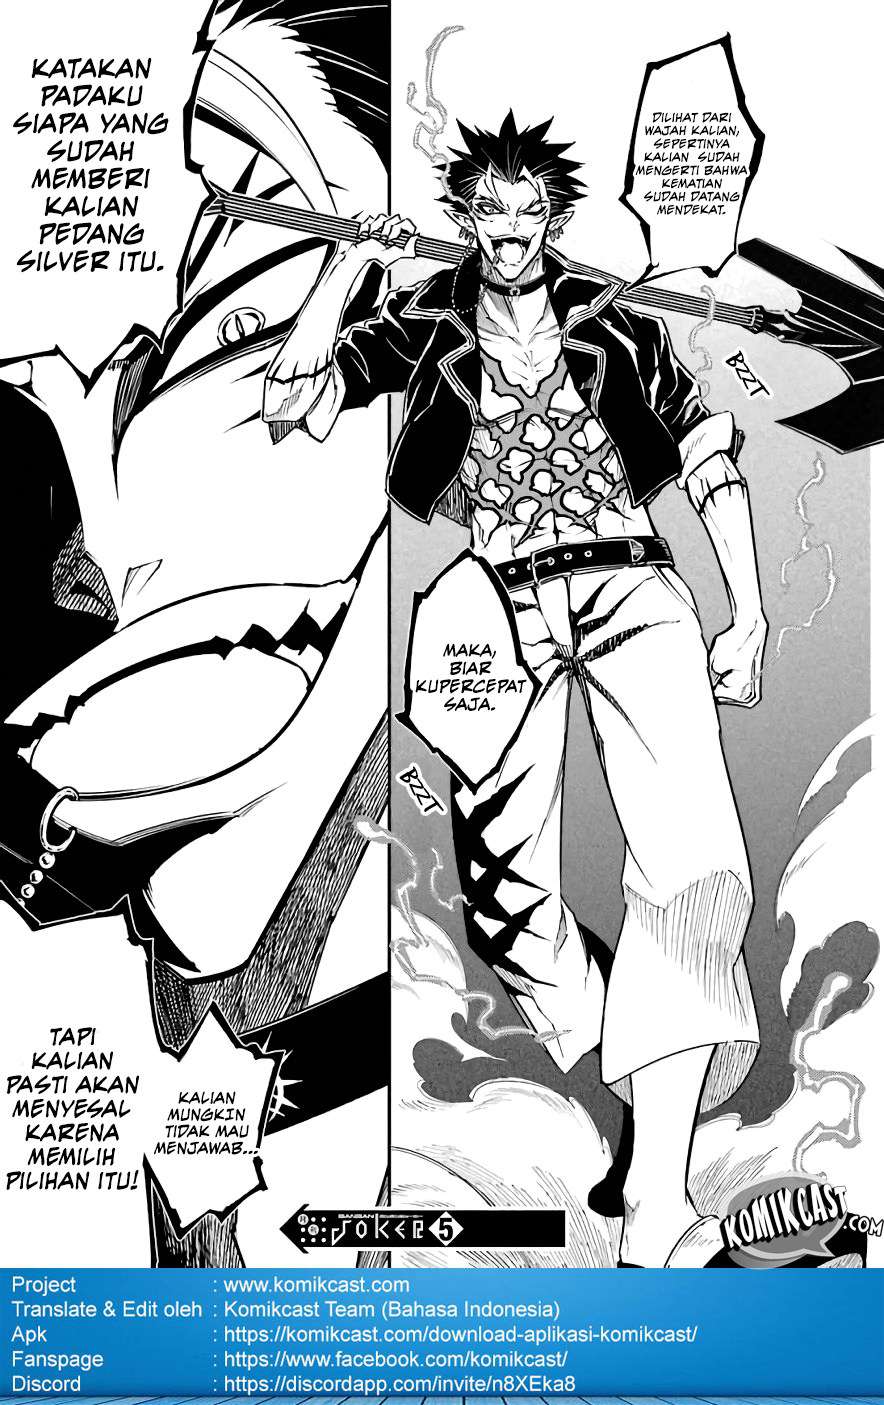 DILIHAT DARI
WAJAH KALIAN,
SEPERTINYA
KALIAN SUDAH
MENGERTI BAHWA
KEMATIAN
SUDAH DATANG
MENDEKAT.
BZZT
MAKA,
BIAR
KUPERCEPAT
SAJA.
BZZT
KATAKAN
PADAKU
SIAPA YANG
SUDAH
MEMBERI
KALIAN
PEDANG
SILVER ITU.
KALIAN
MUNGKIN
TIDAK MAU
MENJAWAB...
TAPI
KALIAN
PASTI AKAN
MENYESAL
KARENA
MEMILIH
PILIHAN ITU!
JOKER 5
KOMIKCAST.COM
Project : www.komikcast.com
Translate & Edit oleh : Komikcast Team (Bahasa Indonesia)
Apk : https://komikcast.com/download-aplikasi-komikcast/
Fanspage : https://www.facebook.com/komikcast/
Discord : https://discordapp.com/invite/n8XEka8